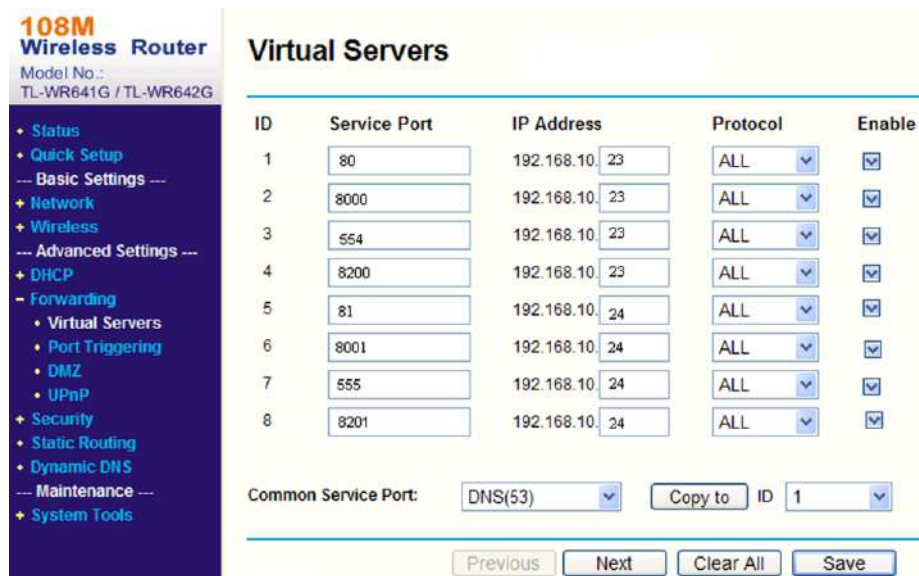 108M
Wireless Router
Model No.:
TL-WR641G / TL-WR642G
Status
Quick Setup
--- Basic Settings ---
Network
Wireless
--- Advanced Settings ---
DHCP
Forwarding
Virtual Servers
Port Triggering
DMZ
UPnP
Security
Static Routing
Dynamic DNS
--- Maintenance ---
System Tools
Virtual Servers
ID Service Port IP Address Protocol Enable
1 80 192.168.10. 23 ALL
2 8000 192.168.10. 23 ALL
3 554 192.168.10. 23 ALL
4 8200 192.168.10. 23 ALL
5 81 192.168.10. 24 ALL
6 8001 192.168.10. 24 ALL
7 555 192.168.10. 24 ALL
8 8201 192.168.10. 24 ALL
Common Service Port: DNS(53) Copy to ID 1
Previous Next Clear All Save